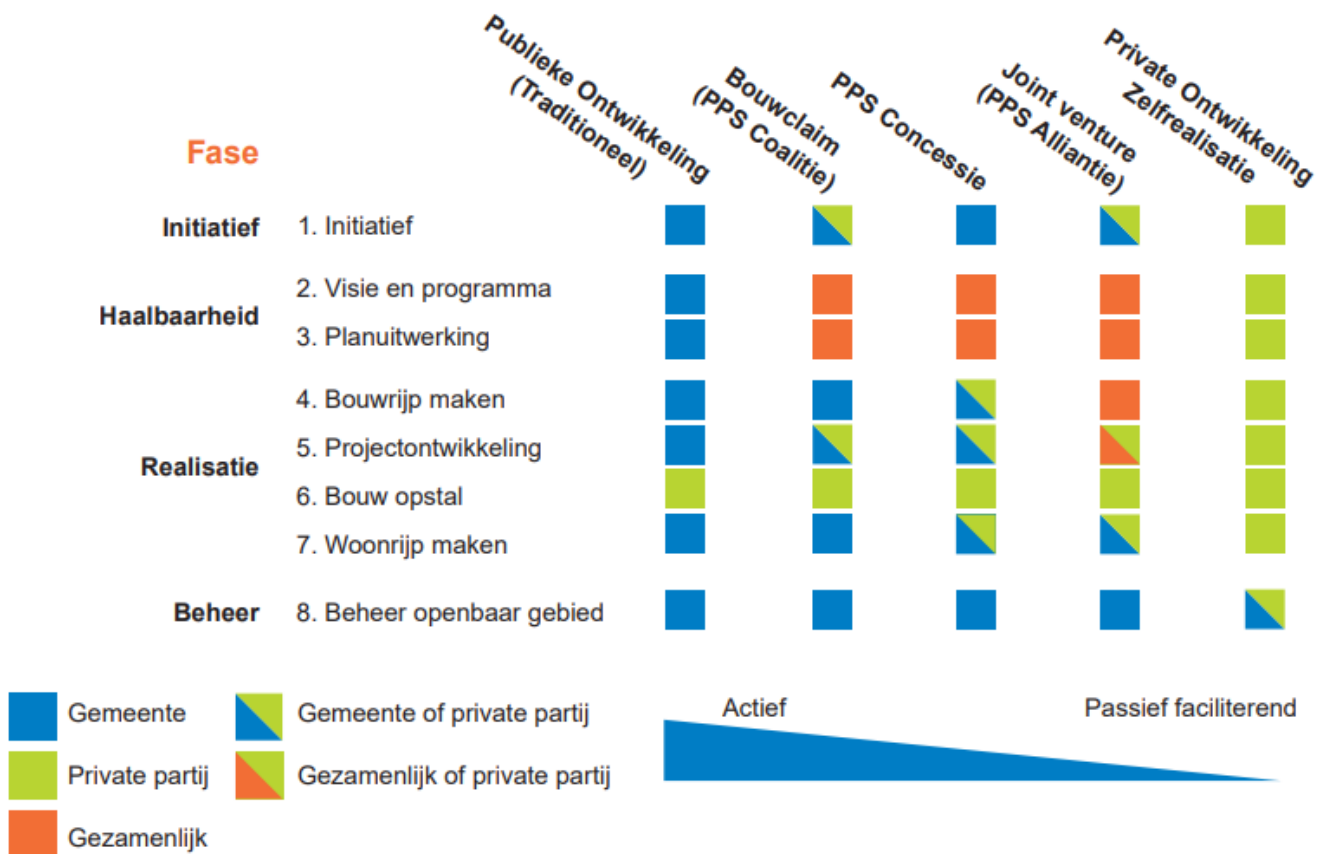 Publieke Ontwikkeling
(Traditioneel)
Bouwclaim
(PPS Coalitie)
PPS Concessie
Joint venture
(PPS Alliantie)
Private Ontwikkeling
Zelfrealisatie
Fase
Initiatief
1. Initiatief
Haalbaarheid
2. Visie en programma
3. Planuitwerking
Realisatie
4. Bouwrijp maken
5. Projectontwikkeling
6. Bouw opstal
7. Woonrijp maken
Beheer
8. Beheer openbaar gebied
Gemeente
Gemeente of private partij
Private partij
Gezamenlijk of private partij
Gezamenlijk
Actief
Passief faciliterend